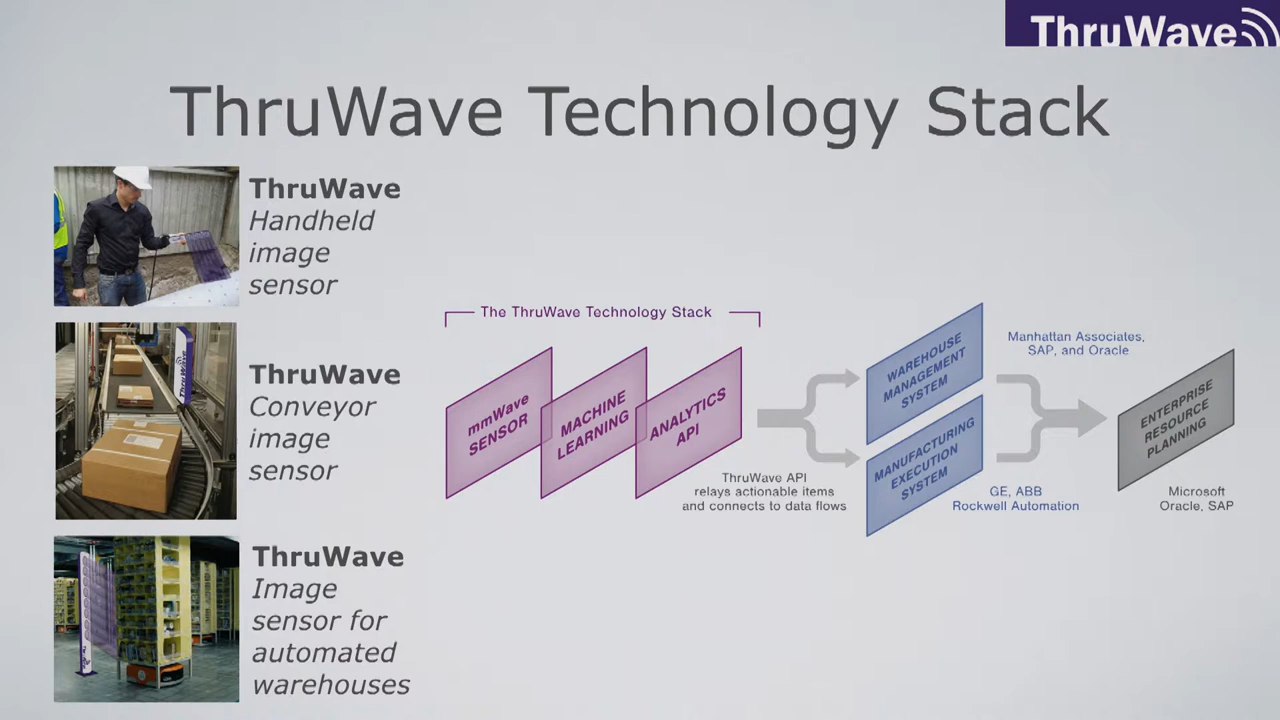 ThruWave
ThruWave Technology Stack
ThruWave
Handheld
image
sensor
ThruWave
Conveyor
image
sensor
ThruWave
Image
sensor for
automated
warehouses
ThruWave
The ThruWave Technology Stack
mmWave
SENSOR
MACHINE
LEARNING
ANALYTICS
API
ThruWave API
relays actionable items
and connects to data flows
WAREHOUSE
MANAGEMENT
SYSTEM
Manhattan Associates,
SAP, and Oracle
MANUFACTURING
EXECUTION
SYSTEM
GE, ABB
Rockwell Automation
ENTERPRISE
RESOURCE
PLANNING
Microsoft
Oracle, SAP